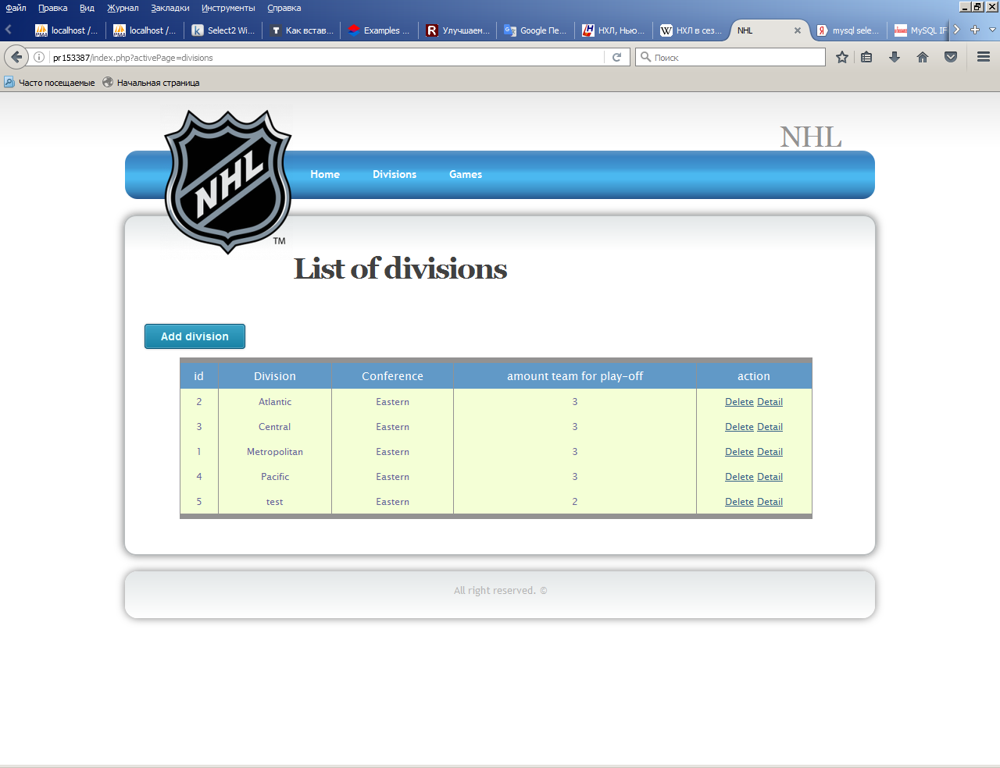 Файл Правка Вид Журнал Закладки Инструменты Справка
localhost /... localhost /... Select2 Wi... Как встав... Examples ... Улучшаем... Google Пе... НХЛ, Нью... НХЛ в сез... NHL mysql sele... MySQL IF
pr153387/index.php?activePage=divisions Поиск
Часто посещаемые Начальная страница
NHL
NHL
TM
Home Divisions Games
List of divisions
Add division
id Division Conference amount team for play-off action
2 Atlantic Eastern 3 Delete Detail
3 Central Eastern 3 Delete Detail
1 Metropolitan Eastern 3 Delete Detail
4 Pacific Eastern 3 Delete Detail
5 test Eastern 2 Delete Detail
All right reserved. ©